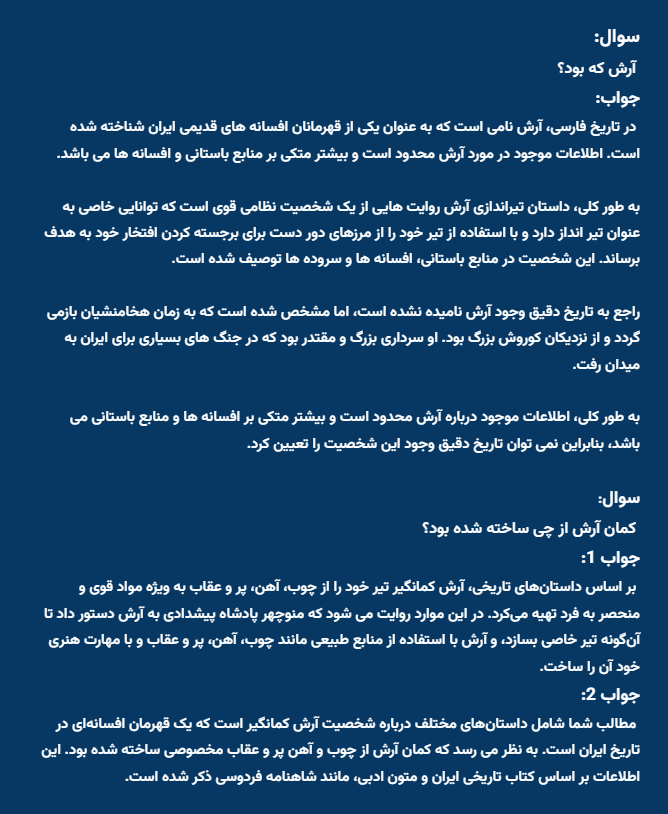 سوال:
آرش که بود؟
جواب:
در تاریخ فارسی، آرش نامی است که به عنوان یکی از قهرمانان افسانه های قدیمی ایران شناخته شده
است. اطلاعات موجود در مورد آرش محدود است و بیشتر متکی بر منابع باستانی و افسانه ها می باشد.
به طور کلی، داستان تیراندازی آرش روایت هایی از یک شخصیت نظامی قوی است که توانایی خاصی به
عنوان تیر انداز دارد و با استفاده از تیر خود را از مرزهای دور دست برای برجسته کردن افتخار خود به هدف
برساند. این شخصیت در منابع باستانی، افسانه ها و سروده ها توصیف شده است.
راجع به تاریخ دقیق وجود آرش نامیده نشده است، اما مشخص شده است که به زمان هخامنشیان بازمی
گردد و از نزدیکان کوروش بزرگ بود. او سرداری بزرگ و مقتدر بود که در جنگ های بسیاری برای ایران به
میدان رفت.
به طور کلی، اطلاعات موجود درباره آرش محدود است و بیشتر متکی بر افسانه ها و منابع باستانی می
باشد، بنابراین نمی توان تاریخ دقیق وجود این شخصیت را تعیین کرد.
سوال:
کمان آرش از چی ساخته شده بود؟
جواب 1:
بر اساس داستان‌های تاریخی، آرش کمانگیر تیر خود را از چوب، آهن، پر و عقاب به ویژه مواد قوی و
منحصر به فرد تهیه می‌کرد. در این موارد روایت می شود که منوچهر پادشاه پیشدادی به آرش دستور داد تا
آن‌گونه تیر خاصی بسازد، و آرش با استفاده از منابع طبیعی مانند چوب، آهن، پر و عقاب و با مهارت هنری
خود آن را ساخت.
جواب 2:
مطالب شما شامل داستان‌های مختلف درباره شخصیت آرش کمانگیر است که یک قهرمان افسانه‌ای در
تاریخ ایران است. به نظر می رسد که کمان آرش از چوب و آهن پر و عقاب مخصوصی ساخته شده بود. این
اطلاعات بر اساس کتاب تاریخی ایران و متون ادبی، مانند شاهنامه فردوسی ذکر شده است.